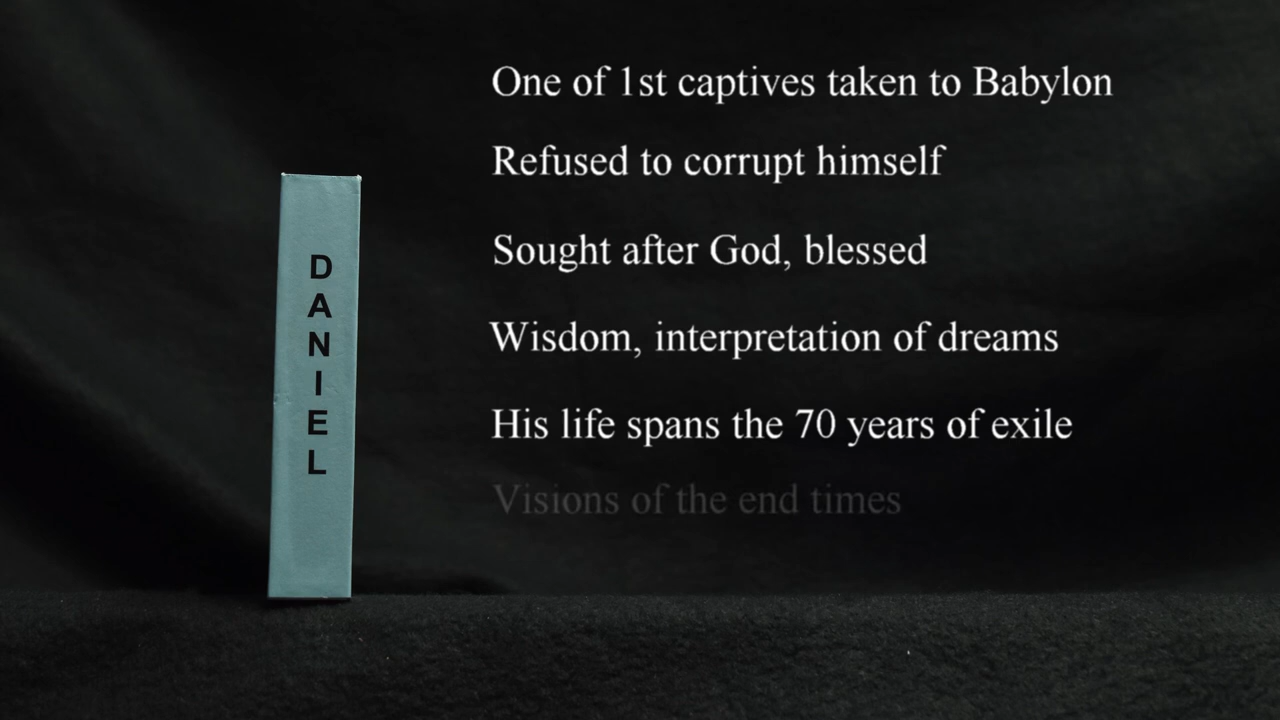 DANIEL
One of 1st captives taken to Babylon
Refused to corrupt himself
Sought after God, blessed
Wisdom, interpretation of dreams
His life spans the 70 years of exile
Visions of the end times